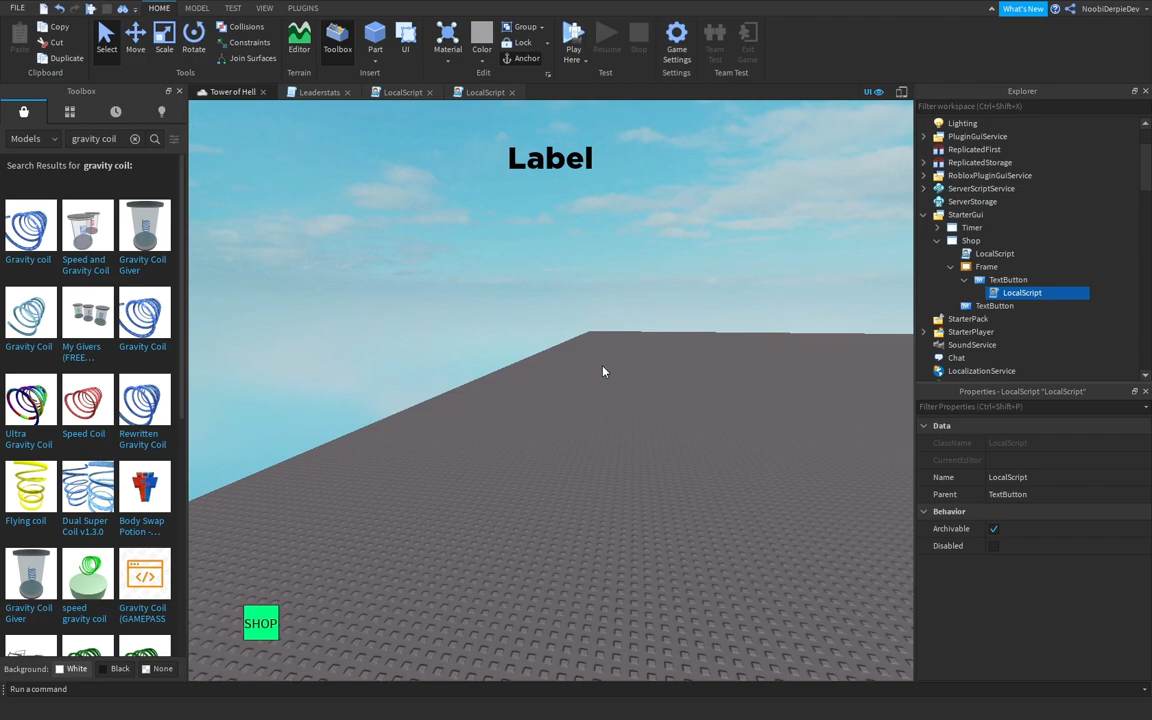 FILE HOME MODEL TEST VIEW PLUGINS What's New NoobiDerpieDev
Paste Copy Cut Duplicate Select Move Scale Rotate Collisions Constraints Join Surfaces Editor Toolbox Part UI Material Color Group Lock Anchor Play Here Resume Stop Game Settings Team Test Exit Game
Clipboard Tools Terrain Insert Edit Test Settings Team Test
Toolbox Tower of Hell Leaderstats LocalScript LocalScript UI Explorer
Filter workspace (Ctrl+Shift+X)
Models gravity coil
Search Results for gravity coil:
Gravity coil
Speed and Gravity Coil
Gravity Coil Giver
Gravity Coil
My Givers (FREE...
Gravity Coil
Ultra Gravity Coil
Speed Coil
Rewritten Gravity Coil
Flying coil
Dual Super Coil v1.3.0
Body Swap Potion -...
Gravity Coil Giver
speed gravity coil
Gravity Coil (GAMEPASS
Background: White Black None
Run a command
Label
SHOP
Lighting
PluginGuiService
ReplicatedFirst
ReplicatedStorage
RobloxPluginGuiService
ServerScriptService
ServerStorage
StarterGui
Timer
Shop
LocalScript
Frame
TextButton
LocalScript
TextButton
StarterPack
StarterPlayer
SoundService
Chat
LocalizationService
Properties - LocalScript "LocalScript"
Filter Properties (Ctrl+Shift+P)
Data
ClassName LocalScript
CurrentEditor
Name LocalScript
Parent TextButton
Behavior
Archivable
Disabled